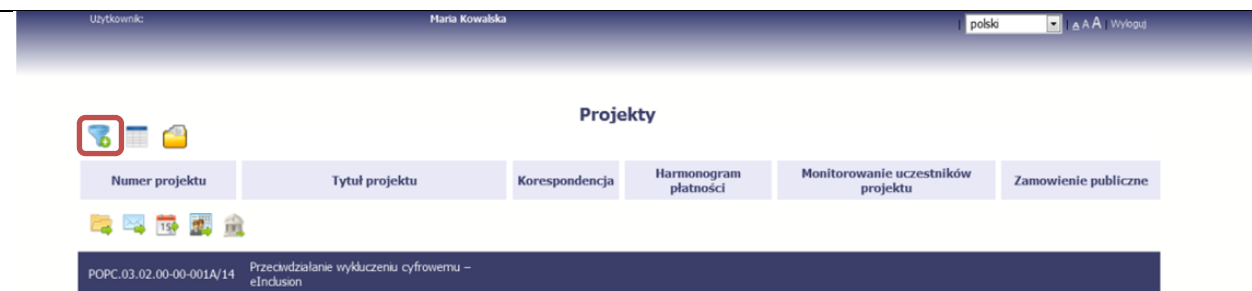 Użytkownik: Maria Kowalska | polski | A A A | Wyloguj
Projekty
Numer projektu Tytuł projektu Korespondencja Harmonogram płatności Monitorowanie uczestników projektu Zamowienie publiczne
15
POPC.03.02.00-00-001A/14 Przeciwdziałanie wykluczeniu cyfrowemu –
eInclusion